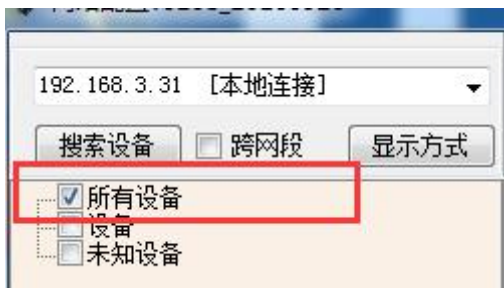 192.168.3.31 [本地连接]
搜索设备 跨网段 显示方式
所有设备
设备
未知设备